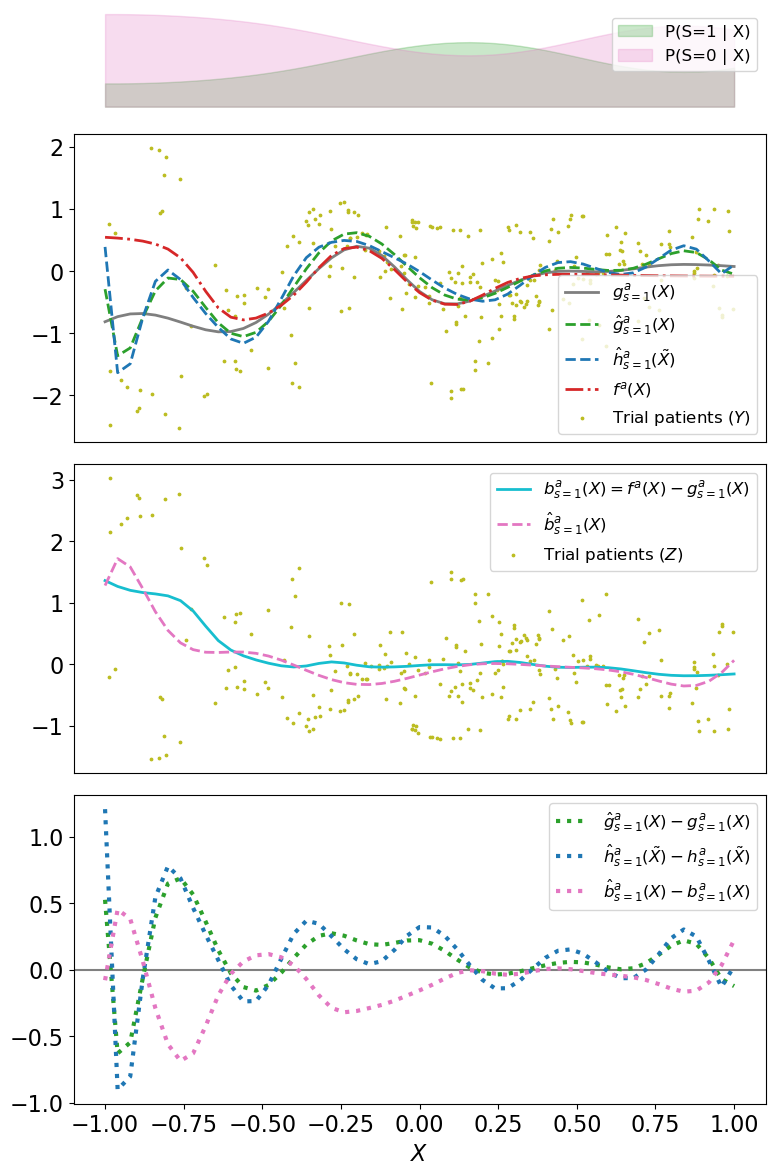 P(S=1 | X)
P(S=0 | X)
2
1
0
−1
−2
g^a_{s=1}(X)
ĝ^a_{s=1}(X)
ĥ^a_{s=1}(X̃)
f^a(X)
Trial patients (Y)
3
2
1
0
−1
b^a_{s=1}(X) = f^a(X) − g^a_{s=1}(X)
b̂^a_{s=1}(X)
Trial patients (Z)
1.0
0.5
0.0
−0.5
−1.0
ĝ^a_{s=1}(X) − g^a_{s=1}(X)
ĥ^a_{s=1}(X̃) − h^a_{s=1}(X̃)
b̂^a_{s=1}(X) − b^a_{s=1}(X)
−1.00 −0.75 −0.50 −0.25 0.00 0.25 0.50 0.75 1.00
X